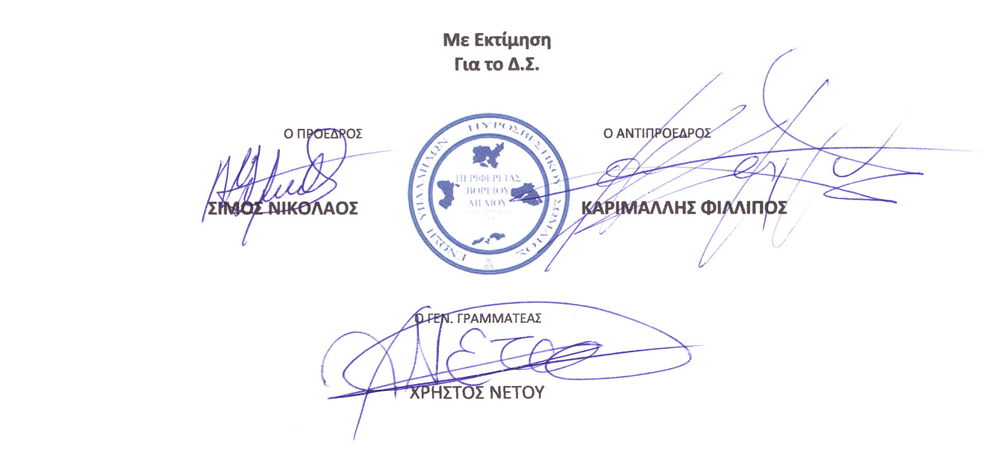 Με Εκτίμηση
Για το Δ.Σ.
Ο ΠΡΟΕΔΡΟΣ
Ο ΑΝΤΙΠΡΟΕΔΡΟΣ
ΣΙΜΟΣ ΝΙΚΟΛΑΟΣ
ΕΝΩΣΗ ΥΠΑΛΛΗΛΩΝ ΠΥΡΟΣΒΕΣΤΙΚΟΥ ΣΩΜΑΤΟΣ
ΠΕΡΙΦΕΡΕΙΑΣ
ΒΟΡΕΙΟΥ
ΑΙΓΑΙΟΥ
ΚΑΡΙΜΑΛΛΗΣ ΦΙΛΛΙΠΟΣ
Ο ΓΕΝ. ΓΡΑΜΜΑΤΕΑΣ
ΧΡΗΣΤΟΣ ΝΕΤΟΥ